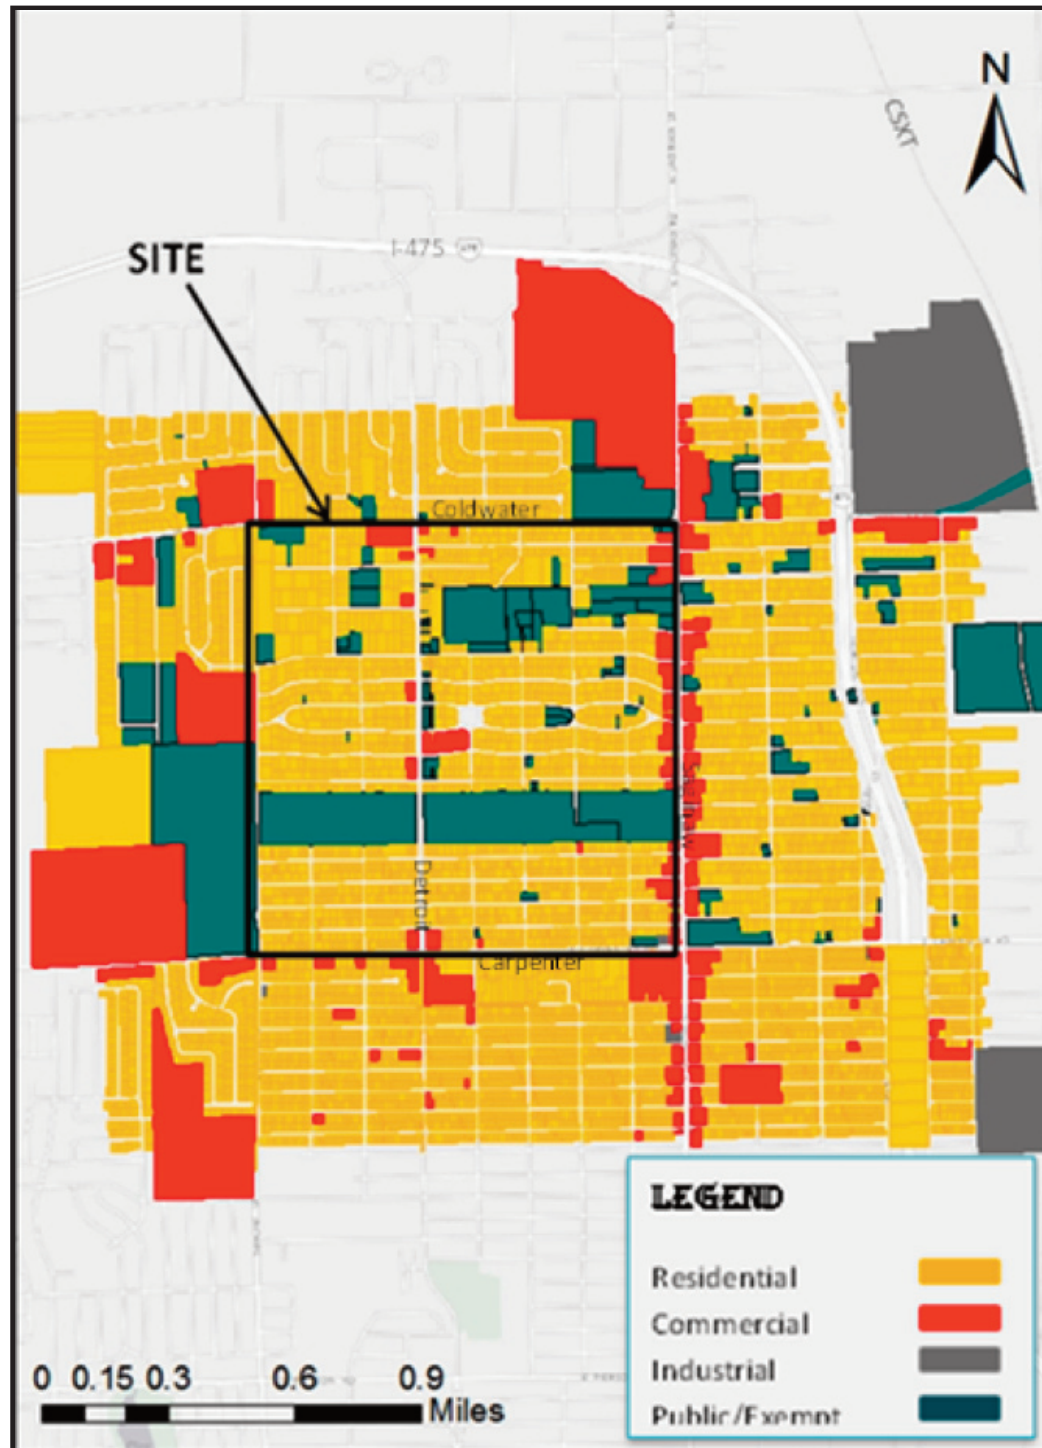 N
CSXT
I-475
SITE
Coldwater
Saginaw
Detroit
Carpenter
LEGEND
Residential
Commercial
Industrial
Public/Exempt
0 0.15 0.3 0.6 0.9
Miles